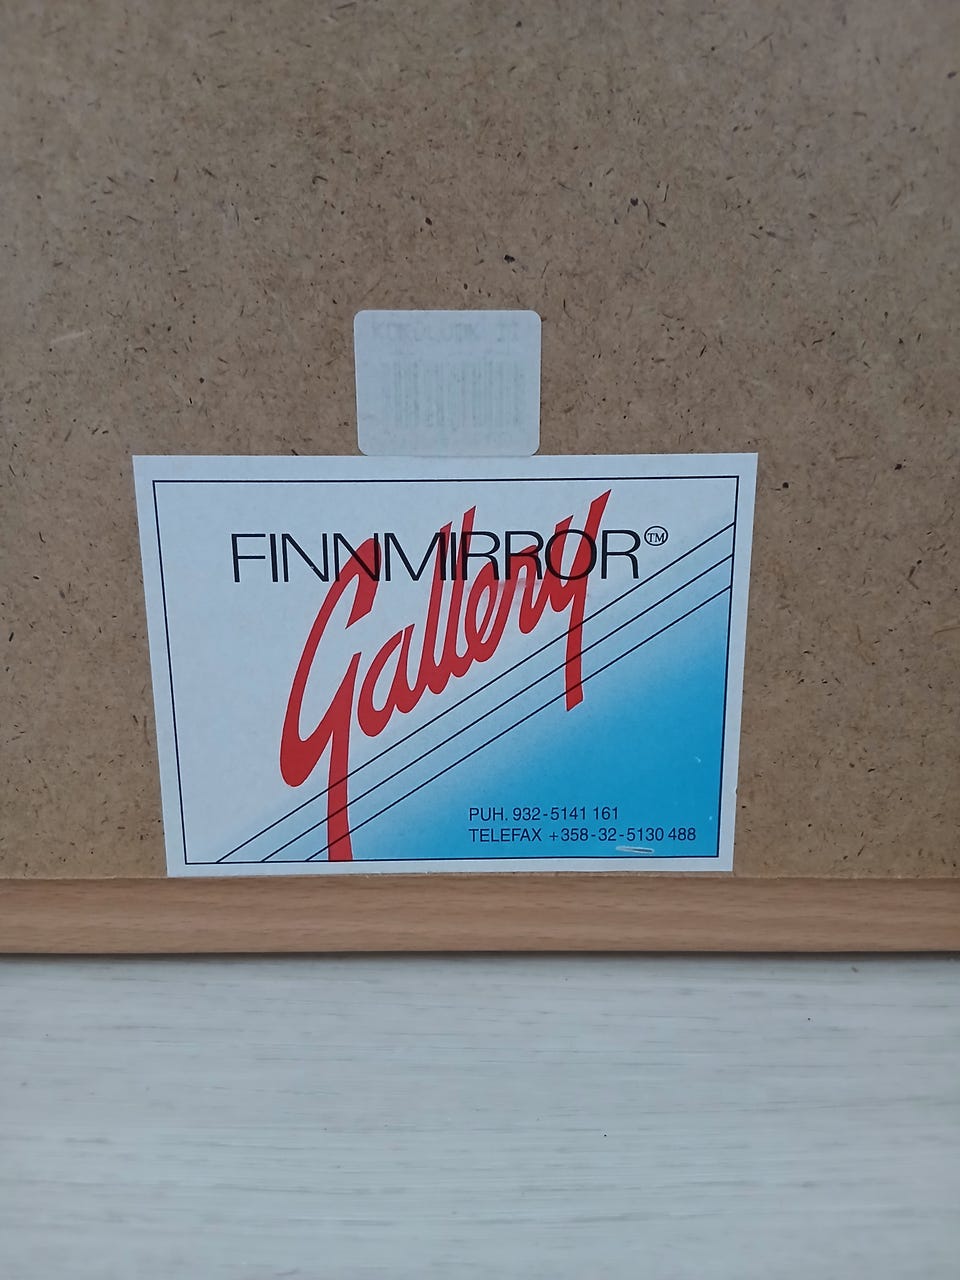 FINNMIRROR™
Gallery
PUH. 932-5141 161
TELEFAX +358-32-5130 488